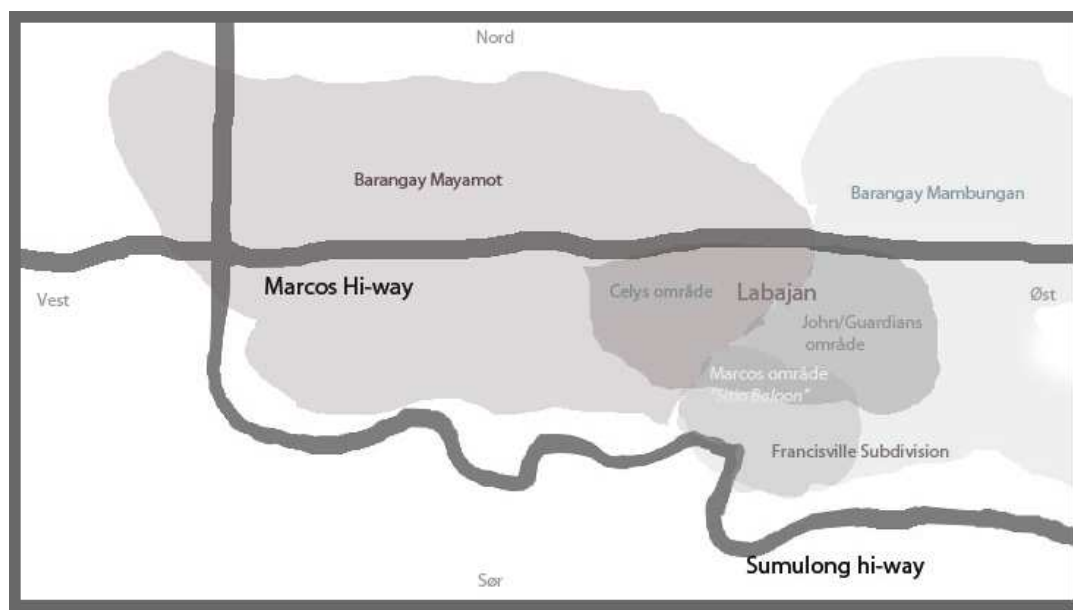 Nord
Barangay Mayamot
Barangay Mambungan
Marcos Hi-way
Celys område
Labajan
Vest
Øst
John/Guardians
område
Marcos område
"Sitio Baloon"
Francisville Subdivision
Sumulong hi-way
Sør